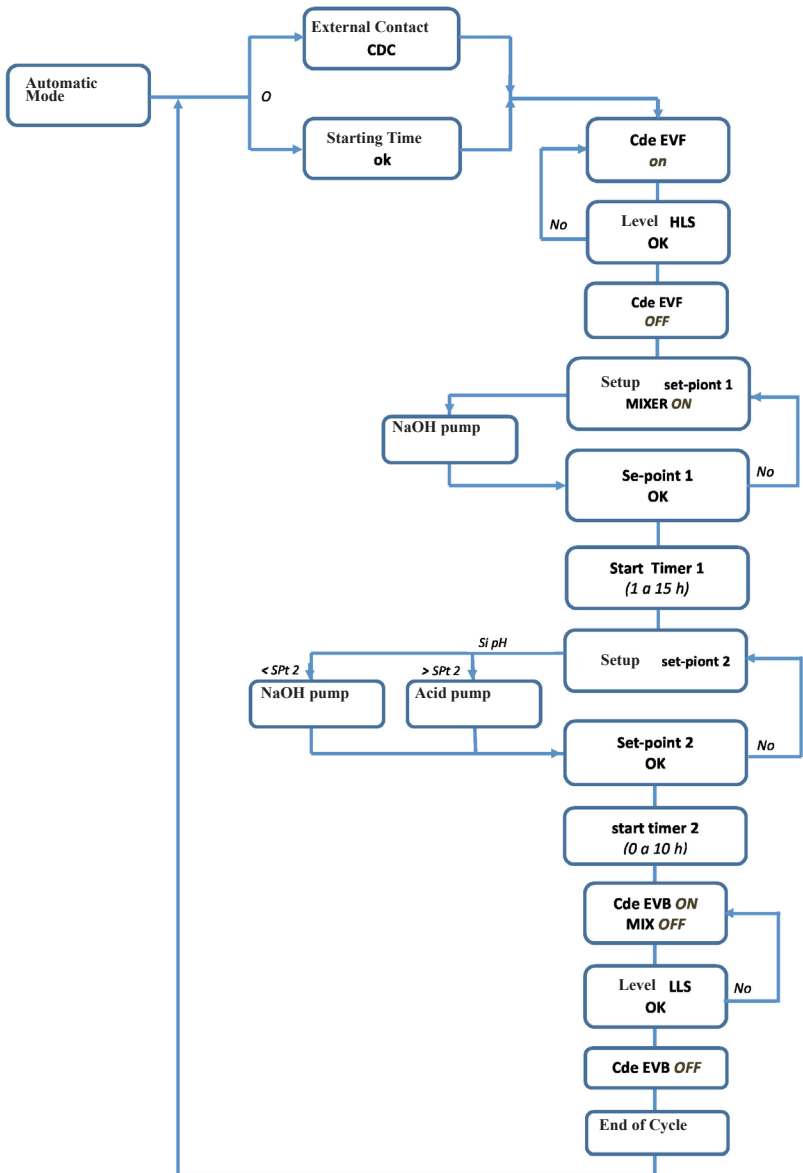 External Contact
CDC
Automatic
Mode
O
Starting Time
ok
Cde EVF
on
No
Level HLS
OK
Cde EVF
OFF
Setup set-piont 1
MIXER ON
NaOH pump
Se-point 1
OK
No
Start Timer 1
(1 a 15 h)
Si pH
Setup set-piont 2
< SPt 2
> SPt 2
NaOH pump
Acid pump
Set-point 2
OK
No
start timer 2
(0 a 10 h)
Cde EVB ON
MIX OFF
Level LLS
OK
No
Cde EVB OFF
End of Cycle